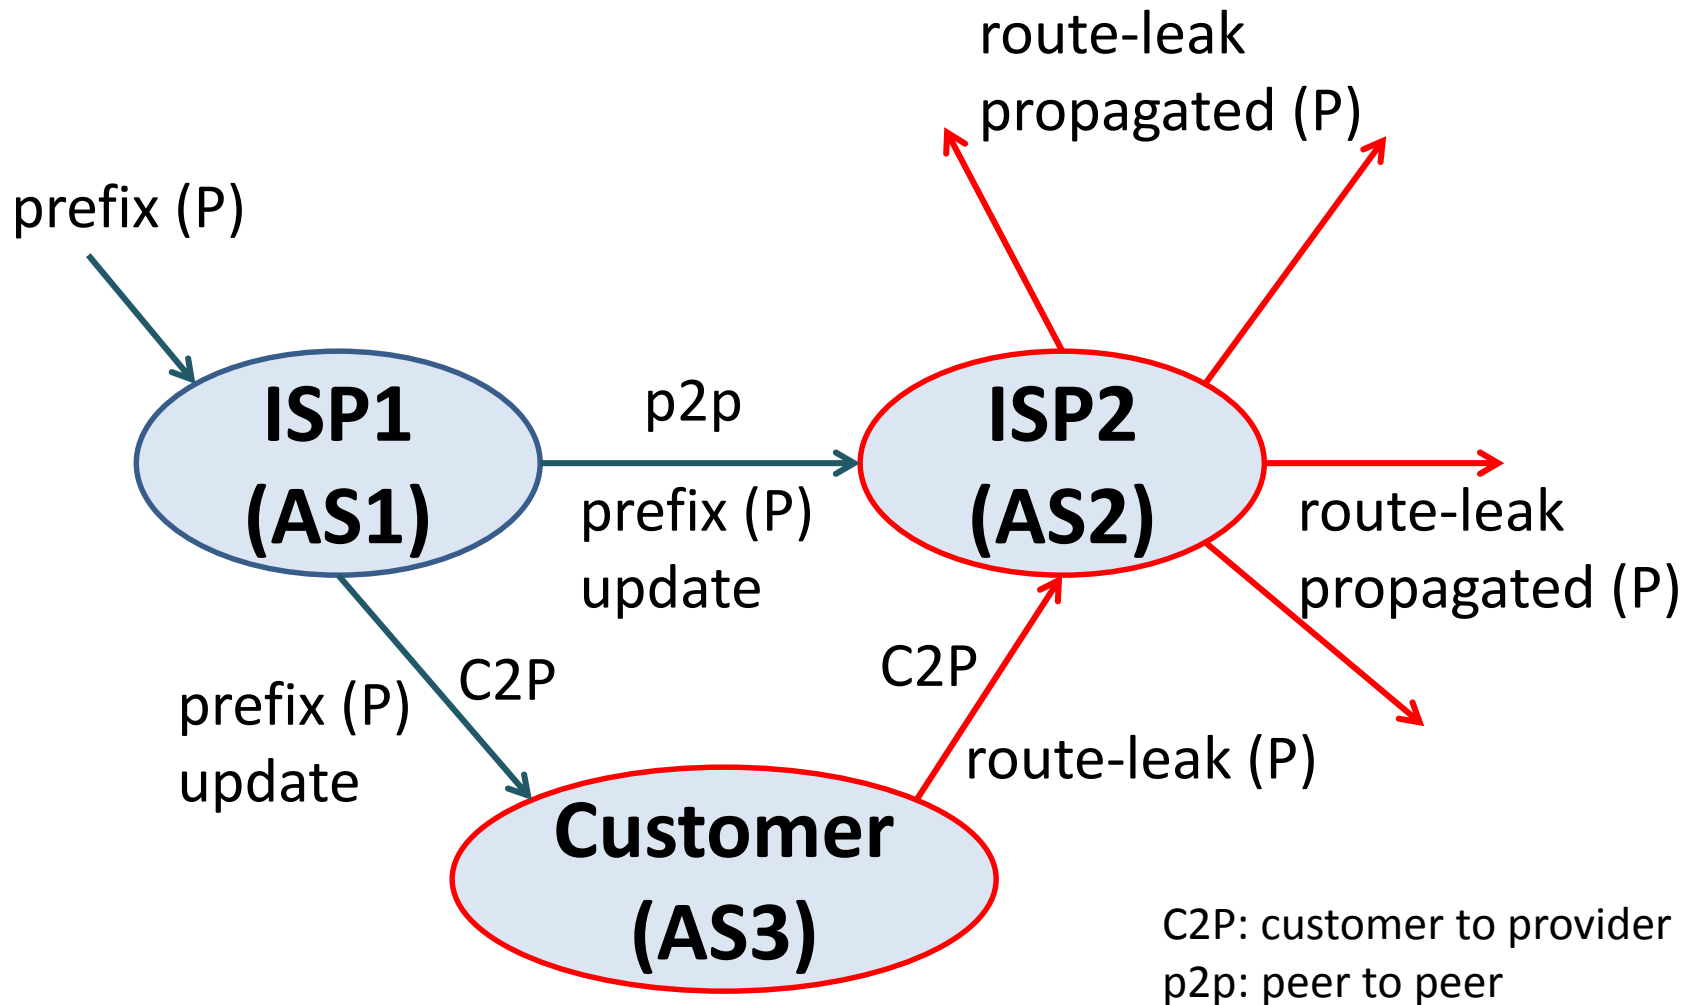 route-leak
propagated (P)
prefix (P)
ISP1
(AS1)
p2p
prefix (P)
update
ISP2
(AS2)
route-leak
propagated (P)
prefix (P)
update
C2P
C2P
route-leak (P)
Customer
(AS3)
C2P: customer to provider
p2p: peer to peer